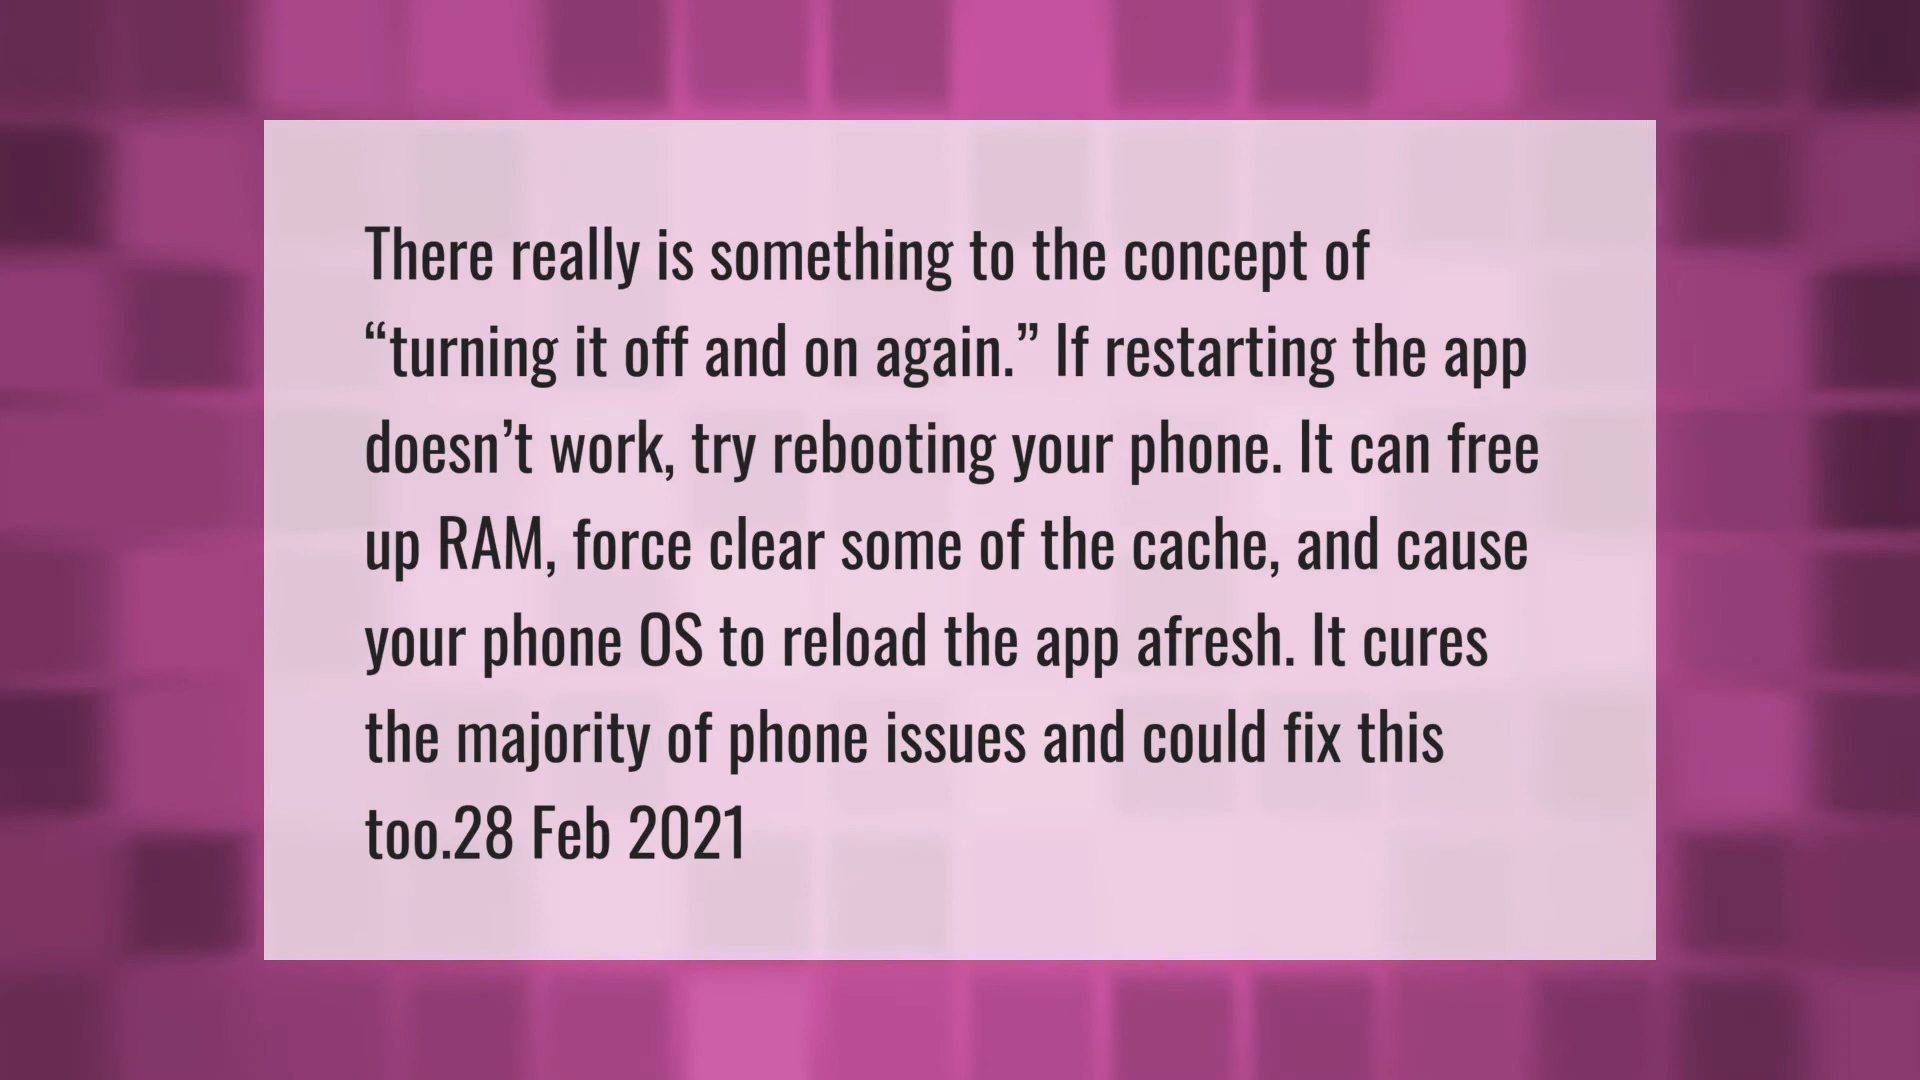 There really is something to the concept of
“turning it off and on again.” If restarting the app
doesn’t work, try rebooting your phone. It can free
up RAM, force clear some of the cache, and cause
your phone OS to reload the app afresh. It cures
the majority of phone issues and could fix this
too.28 Feb 2021